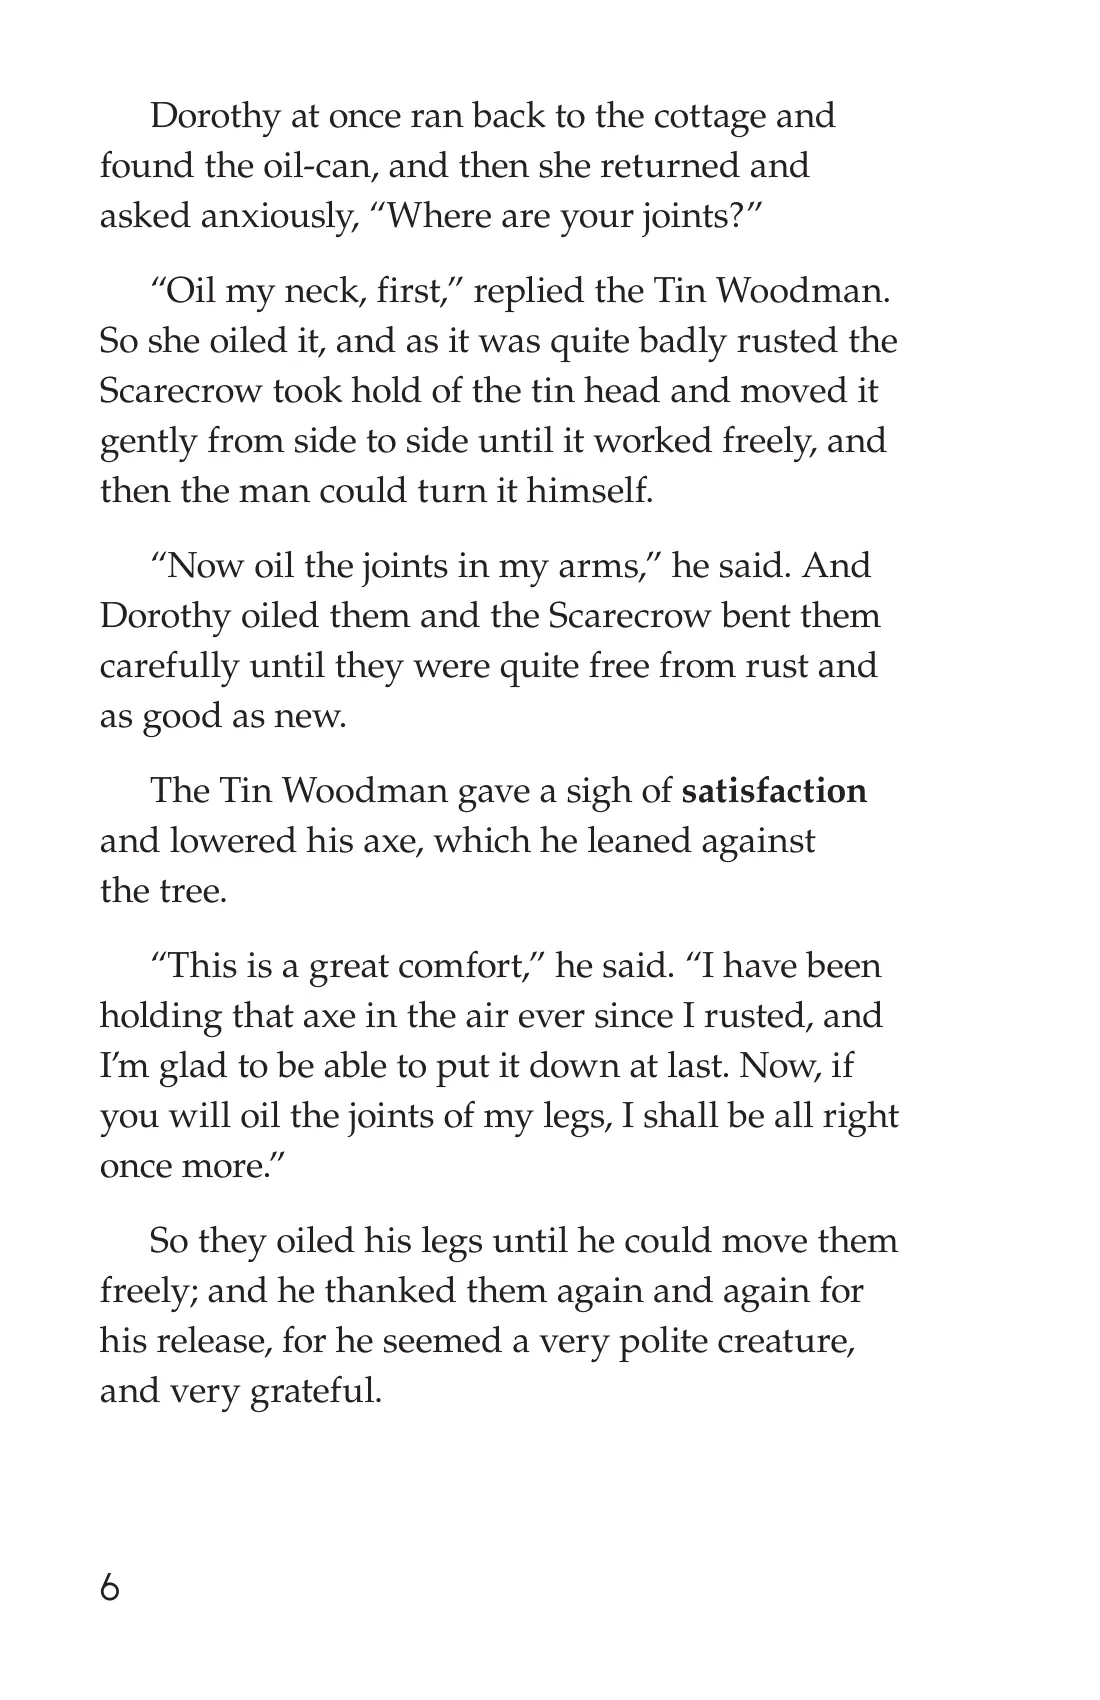 Dorothy at once ran back to the cottage and
found the oil-can, and then she returned and
asked anxiously, “Where are your joints?”
“Oil my neck, first,” replied the Tin Woodman.
So she oiled it, and as it was quite badly rusted the
Scarecrow took hold of the tin head and moved it
gently from side to side until it worked freely, and
then the man could turn it himself.
“Now oil the joints in my arms,” he said. And
Dorothy oiled them and the Scarecrow bent them
carefully until they were quite free from rust and
as good as new.
The Tin Woodman gave a sigh of satisfaction
and lowered his axe, which he leaned against
the tree.
“This is a great comfort,” he said. “I have been
holding that axe in the air ever since I rusted, and
I’m glad to be able to put it down at last. Now, if
you will oil the joints of my legs, I shall be all right
once more.”
So they oiled his legs until he could move them
freely; and he thanked them again and again for
his release, for he seemed a very polite creature,
and very grateful.
6